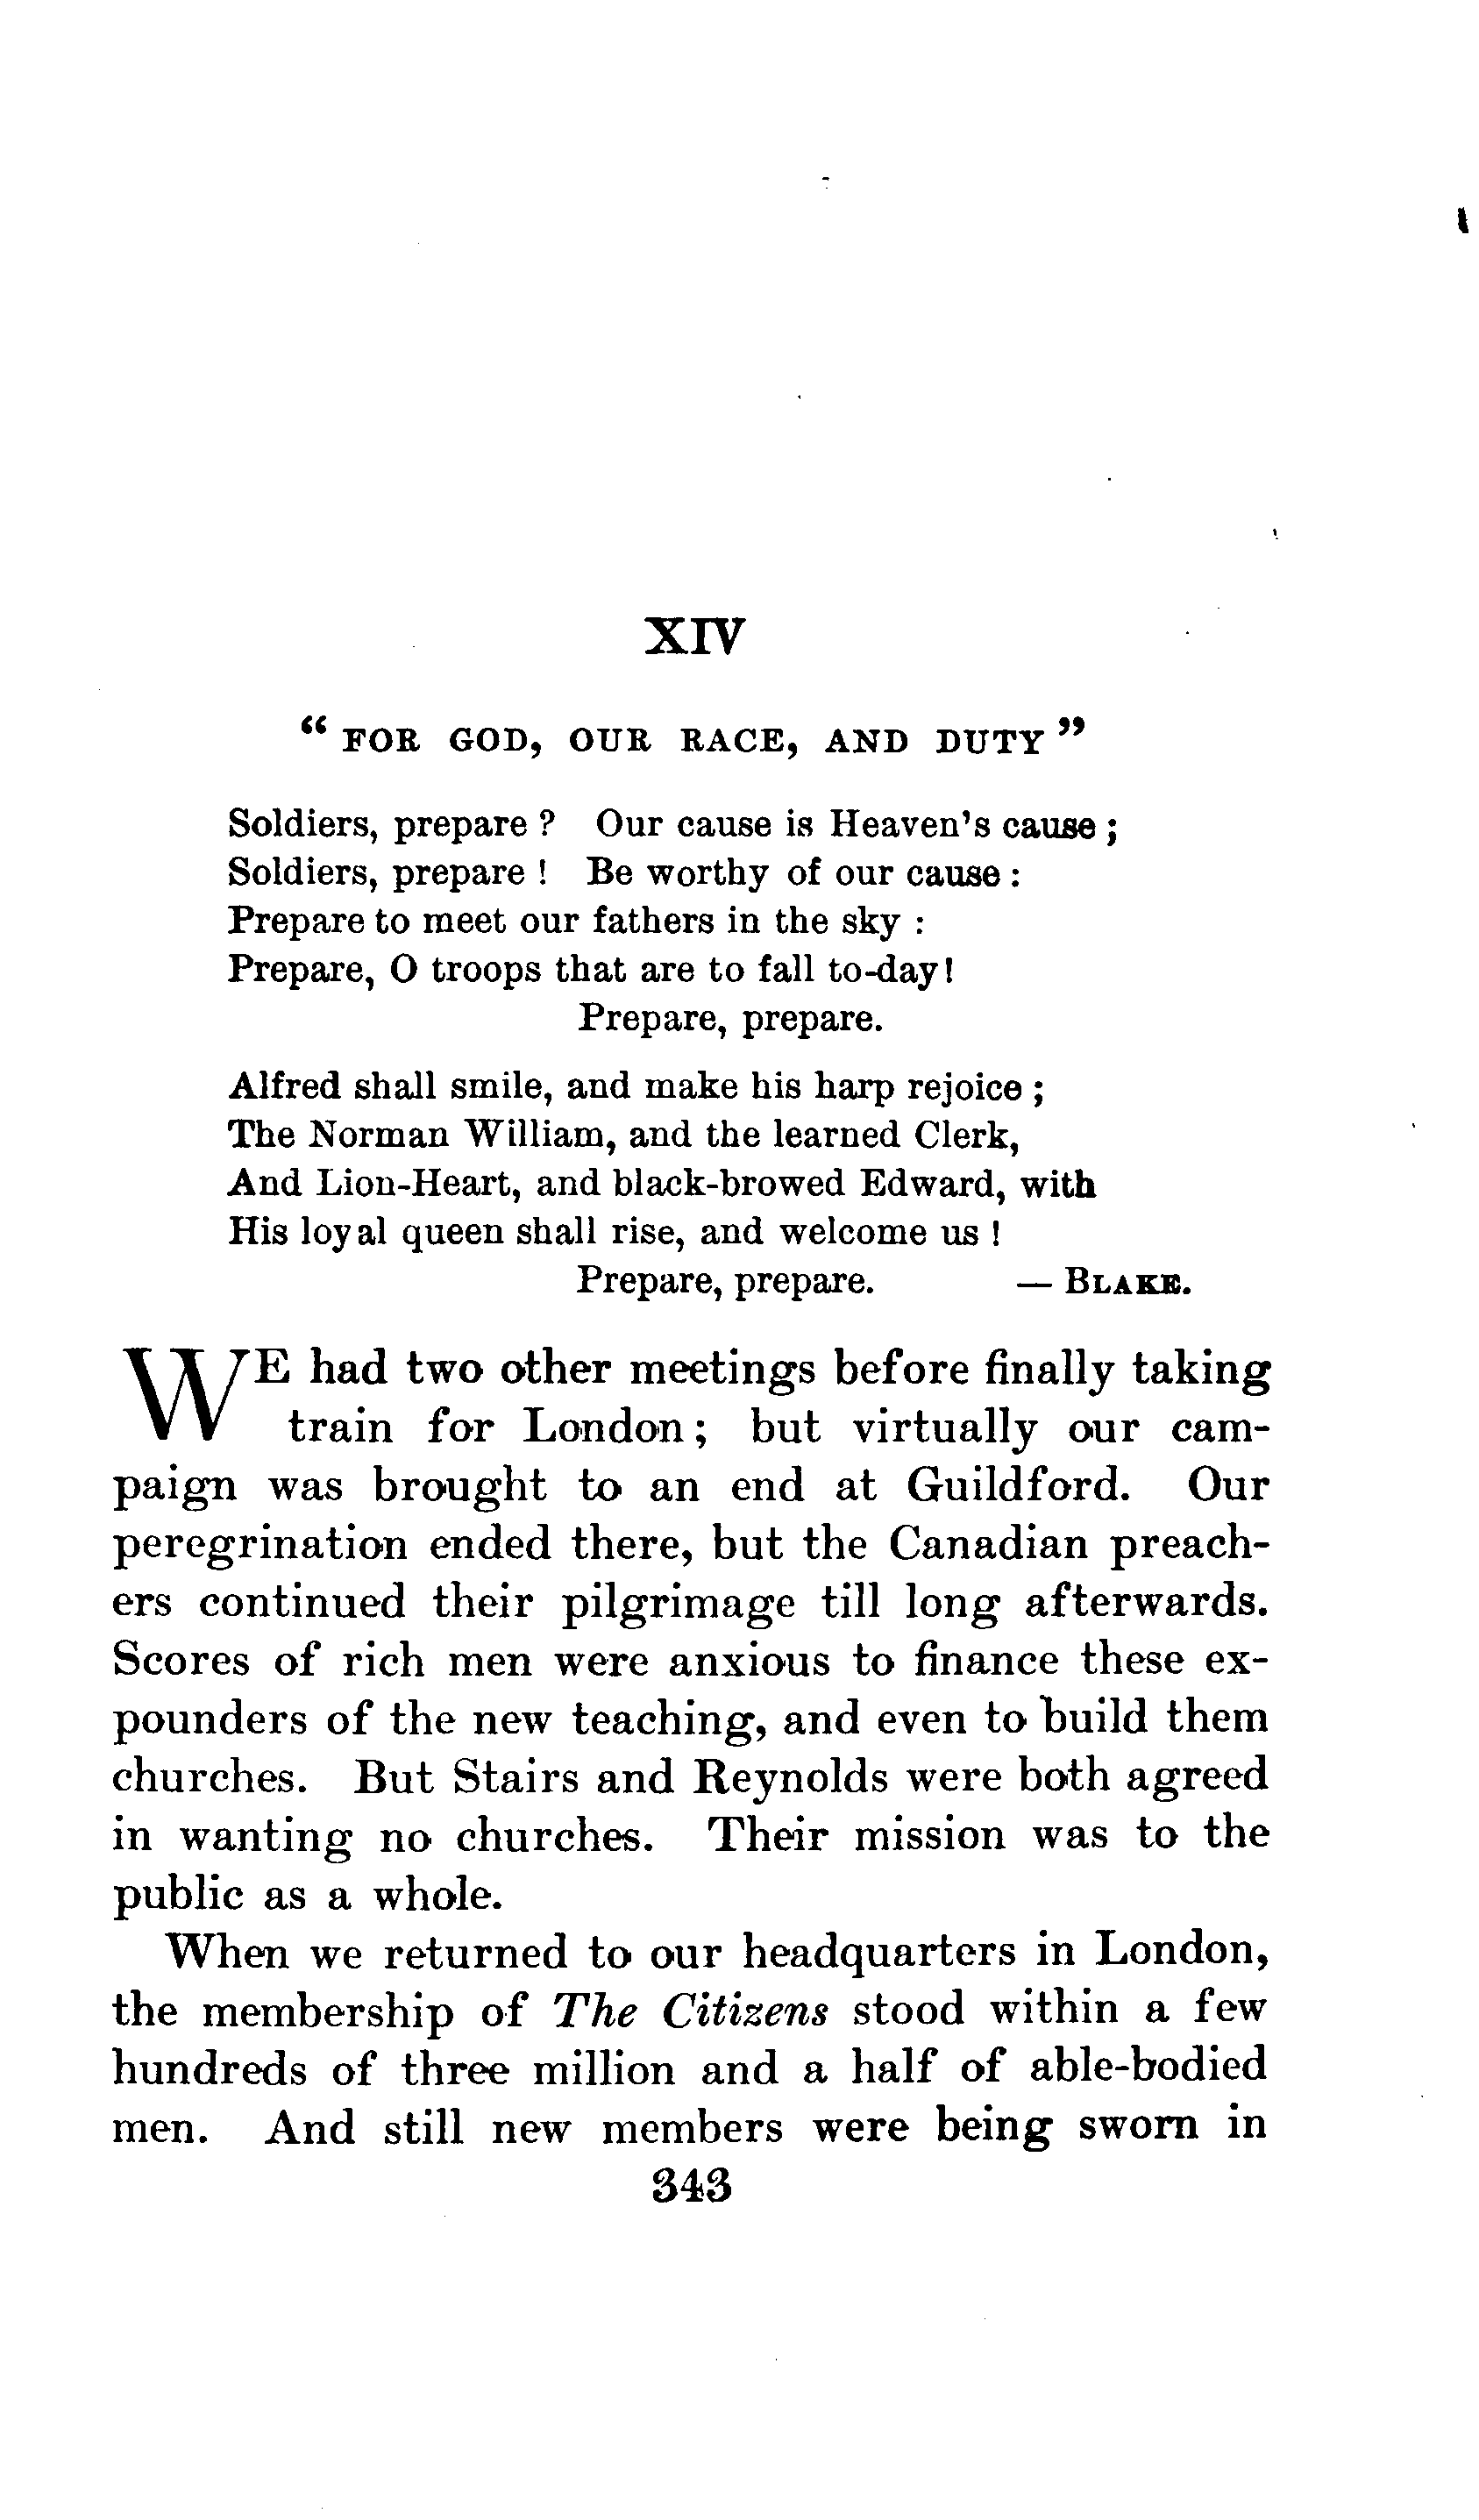 XIV
“ FOR GOD, OUR RACE, AND DUTY ”
Soldiers, prepare ? Our cause is Heaven's cause ;
Soldiers, prepare ! Be worthy of our cause :
Prepare to meet our fathers in the sky :
Prepare, O troops that are to fall to-day!
Prepare, prepare.
Alfred shall smile, and make his harp rejoice ;
The Norman William, and the learned Clerk,
And Lion-Heart, and black-browed Edward, with
His loyal queen shall rise, and welcome us !
Prepare, prepare. — BLAKE.
WE had two other meetings before finally taking
train for London; but virtually our cam-
paign was brought to an end at Guildford. Our
peregrination ended there, but the Canadian preach-
ers continued their pilgrimage till long afterwards.
Scores of rich men were anxious to finance these ex-
pounders of the new teaching, and even to build them
churches. But Stairs and Reynolds were both agreed
in wanting no churches. Their mission was to the
public as a whole.
When we returned to our headquarters in London,
the membership of The Citizens stood within a few
hundreds of three million and a half of able-bodied
men. And still new members were being sworn in
343